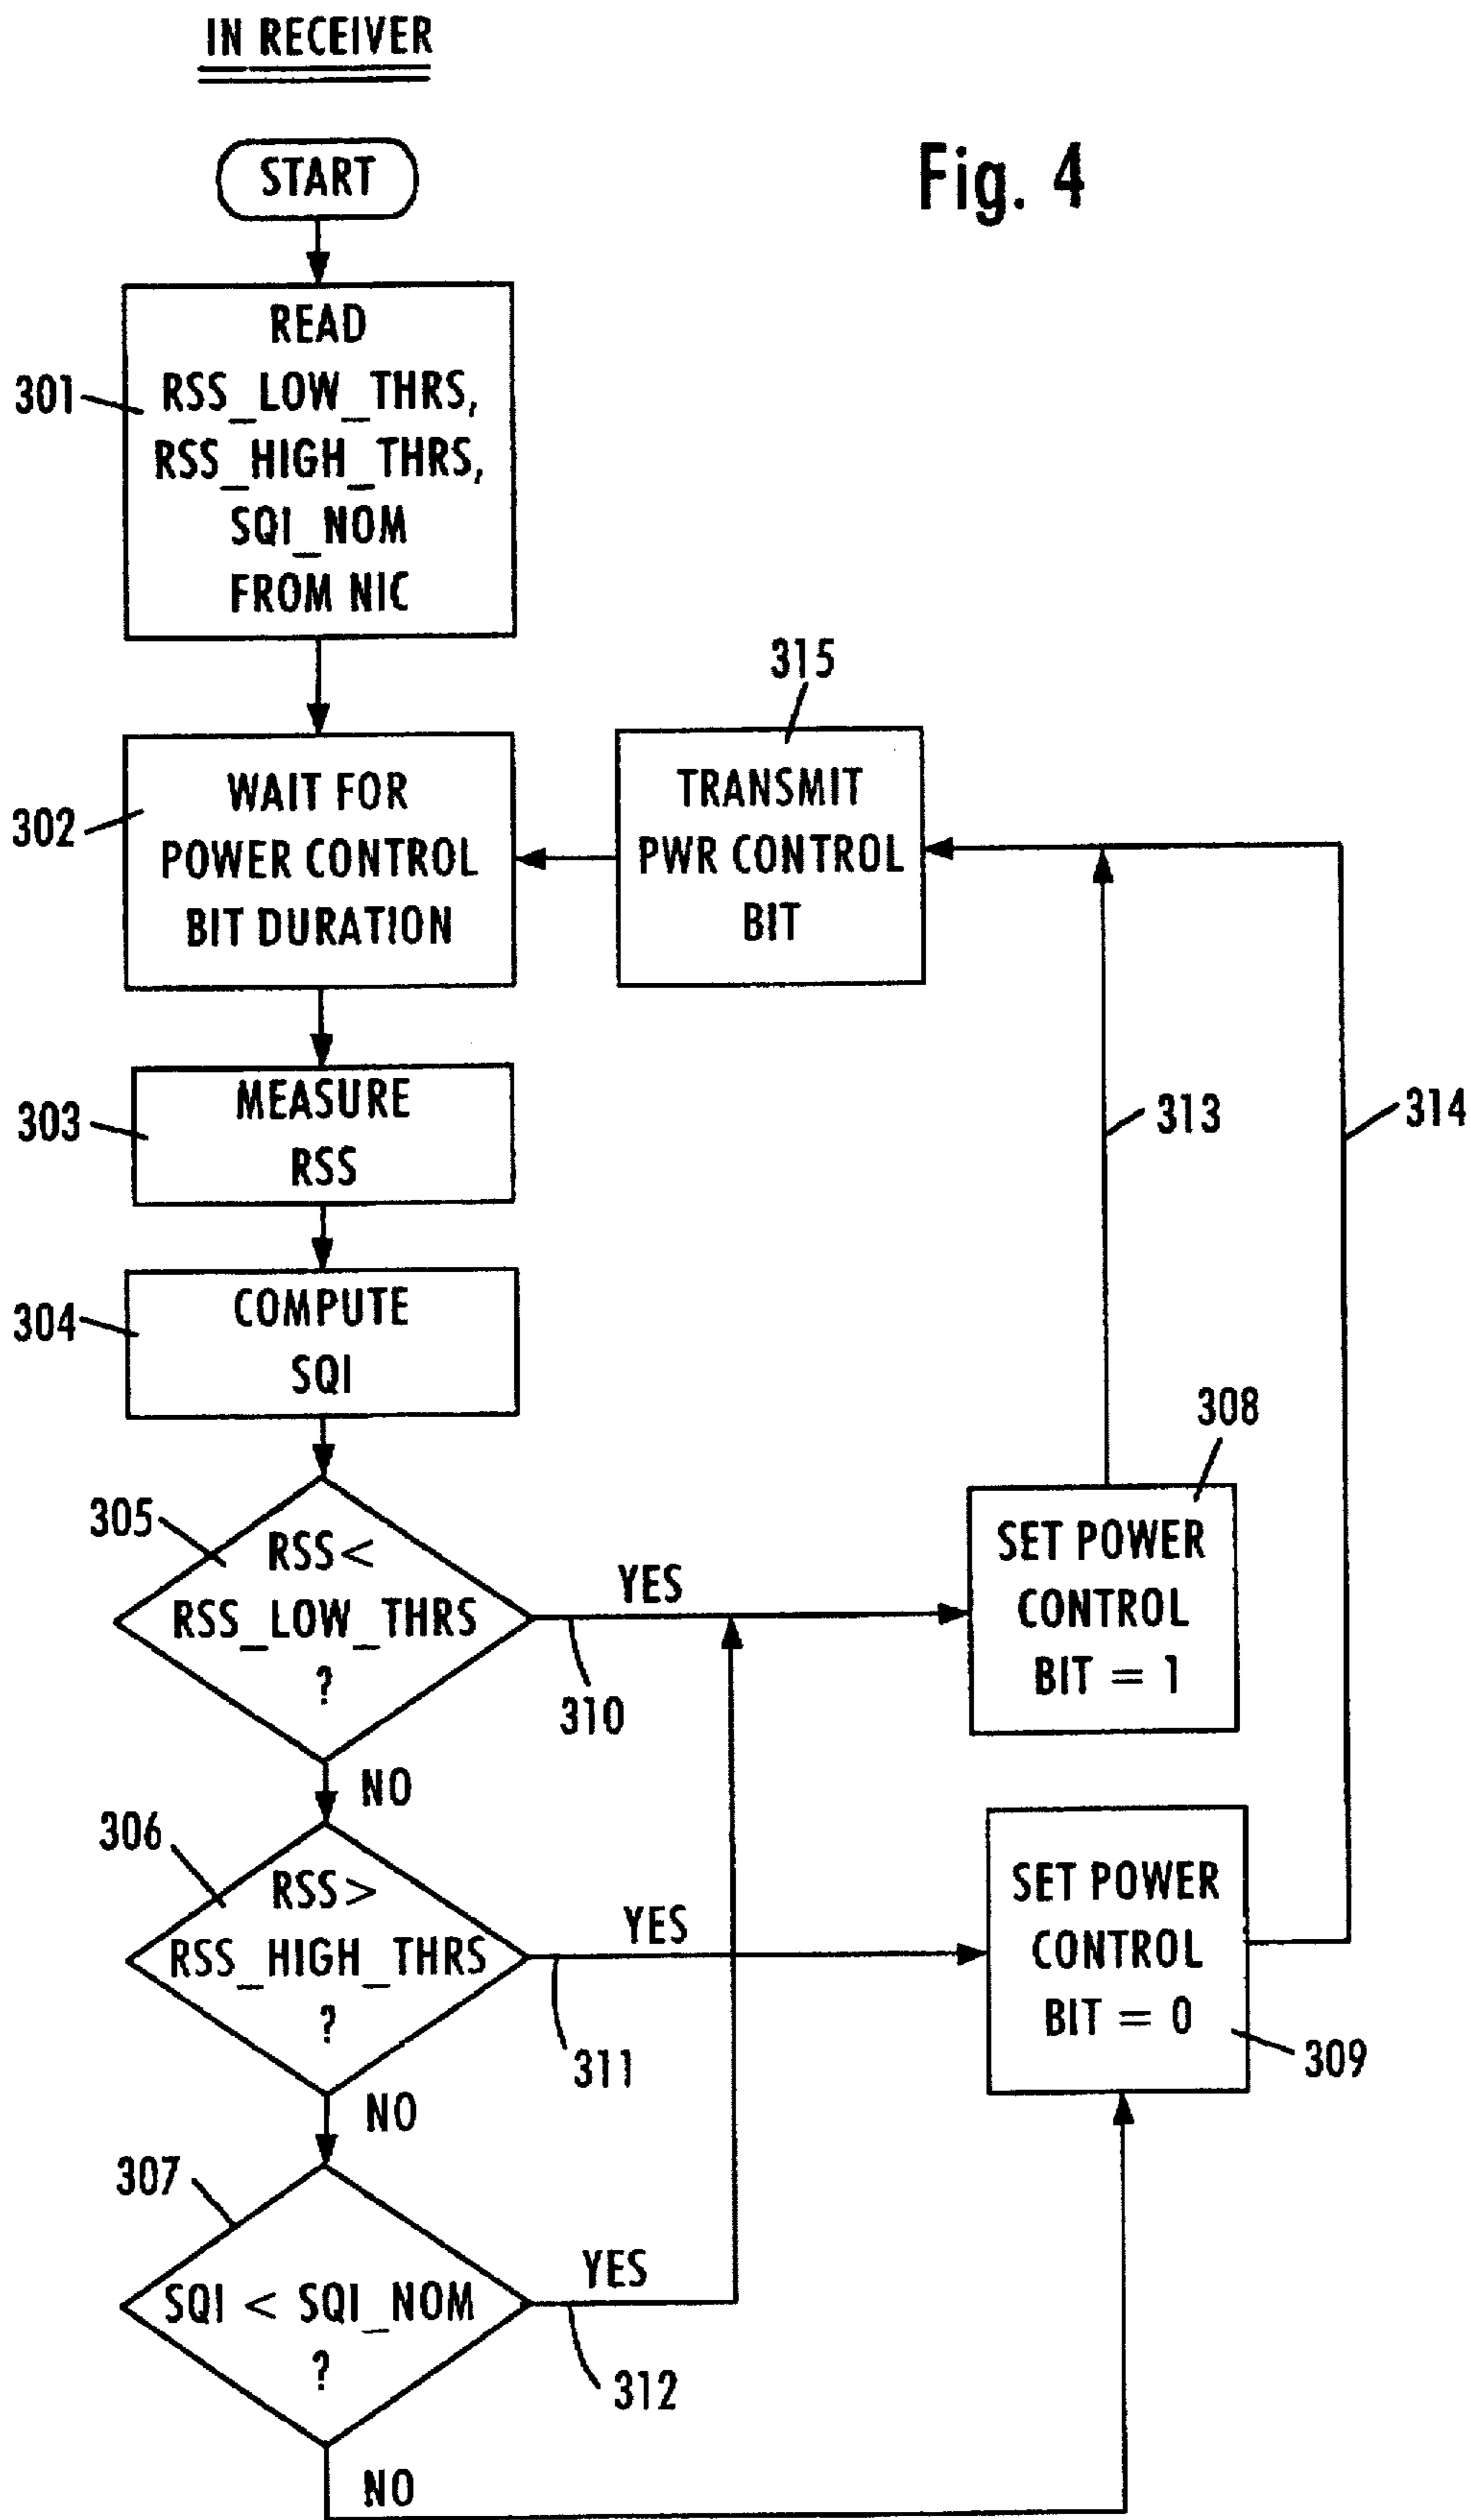 IN RECEIVER
Fig. 4
START
READ
RSS_LOW_THRS,
RSS_HIGH_THRS,
SQI_NOM
FROM NIC
301
315
WAIT FOR
POWER CONTROL
BIT DURATION
302
TRANSMIT
PWR CONTROL
BIT
MEASURE
RSS
303
313
314
COMPUTE
SQI
304
308
305
RSS<
RSS_LOW_THRS
?
YES
310
SET POWER
CONTROL
BIT = 1
NO
306
RSS>
RSS_HIGH_THRS
?
YES
311
SET POWER
CONTROL
BIT = 0
309
NO
307
SQI < SQI_NOM
?
YES
312
NO